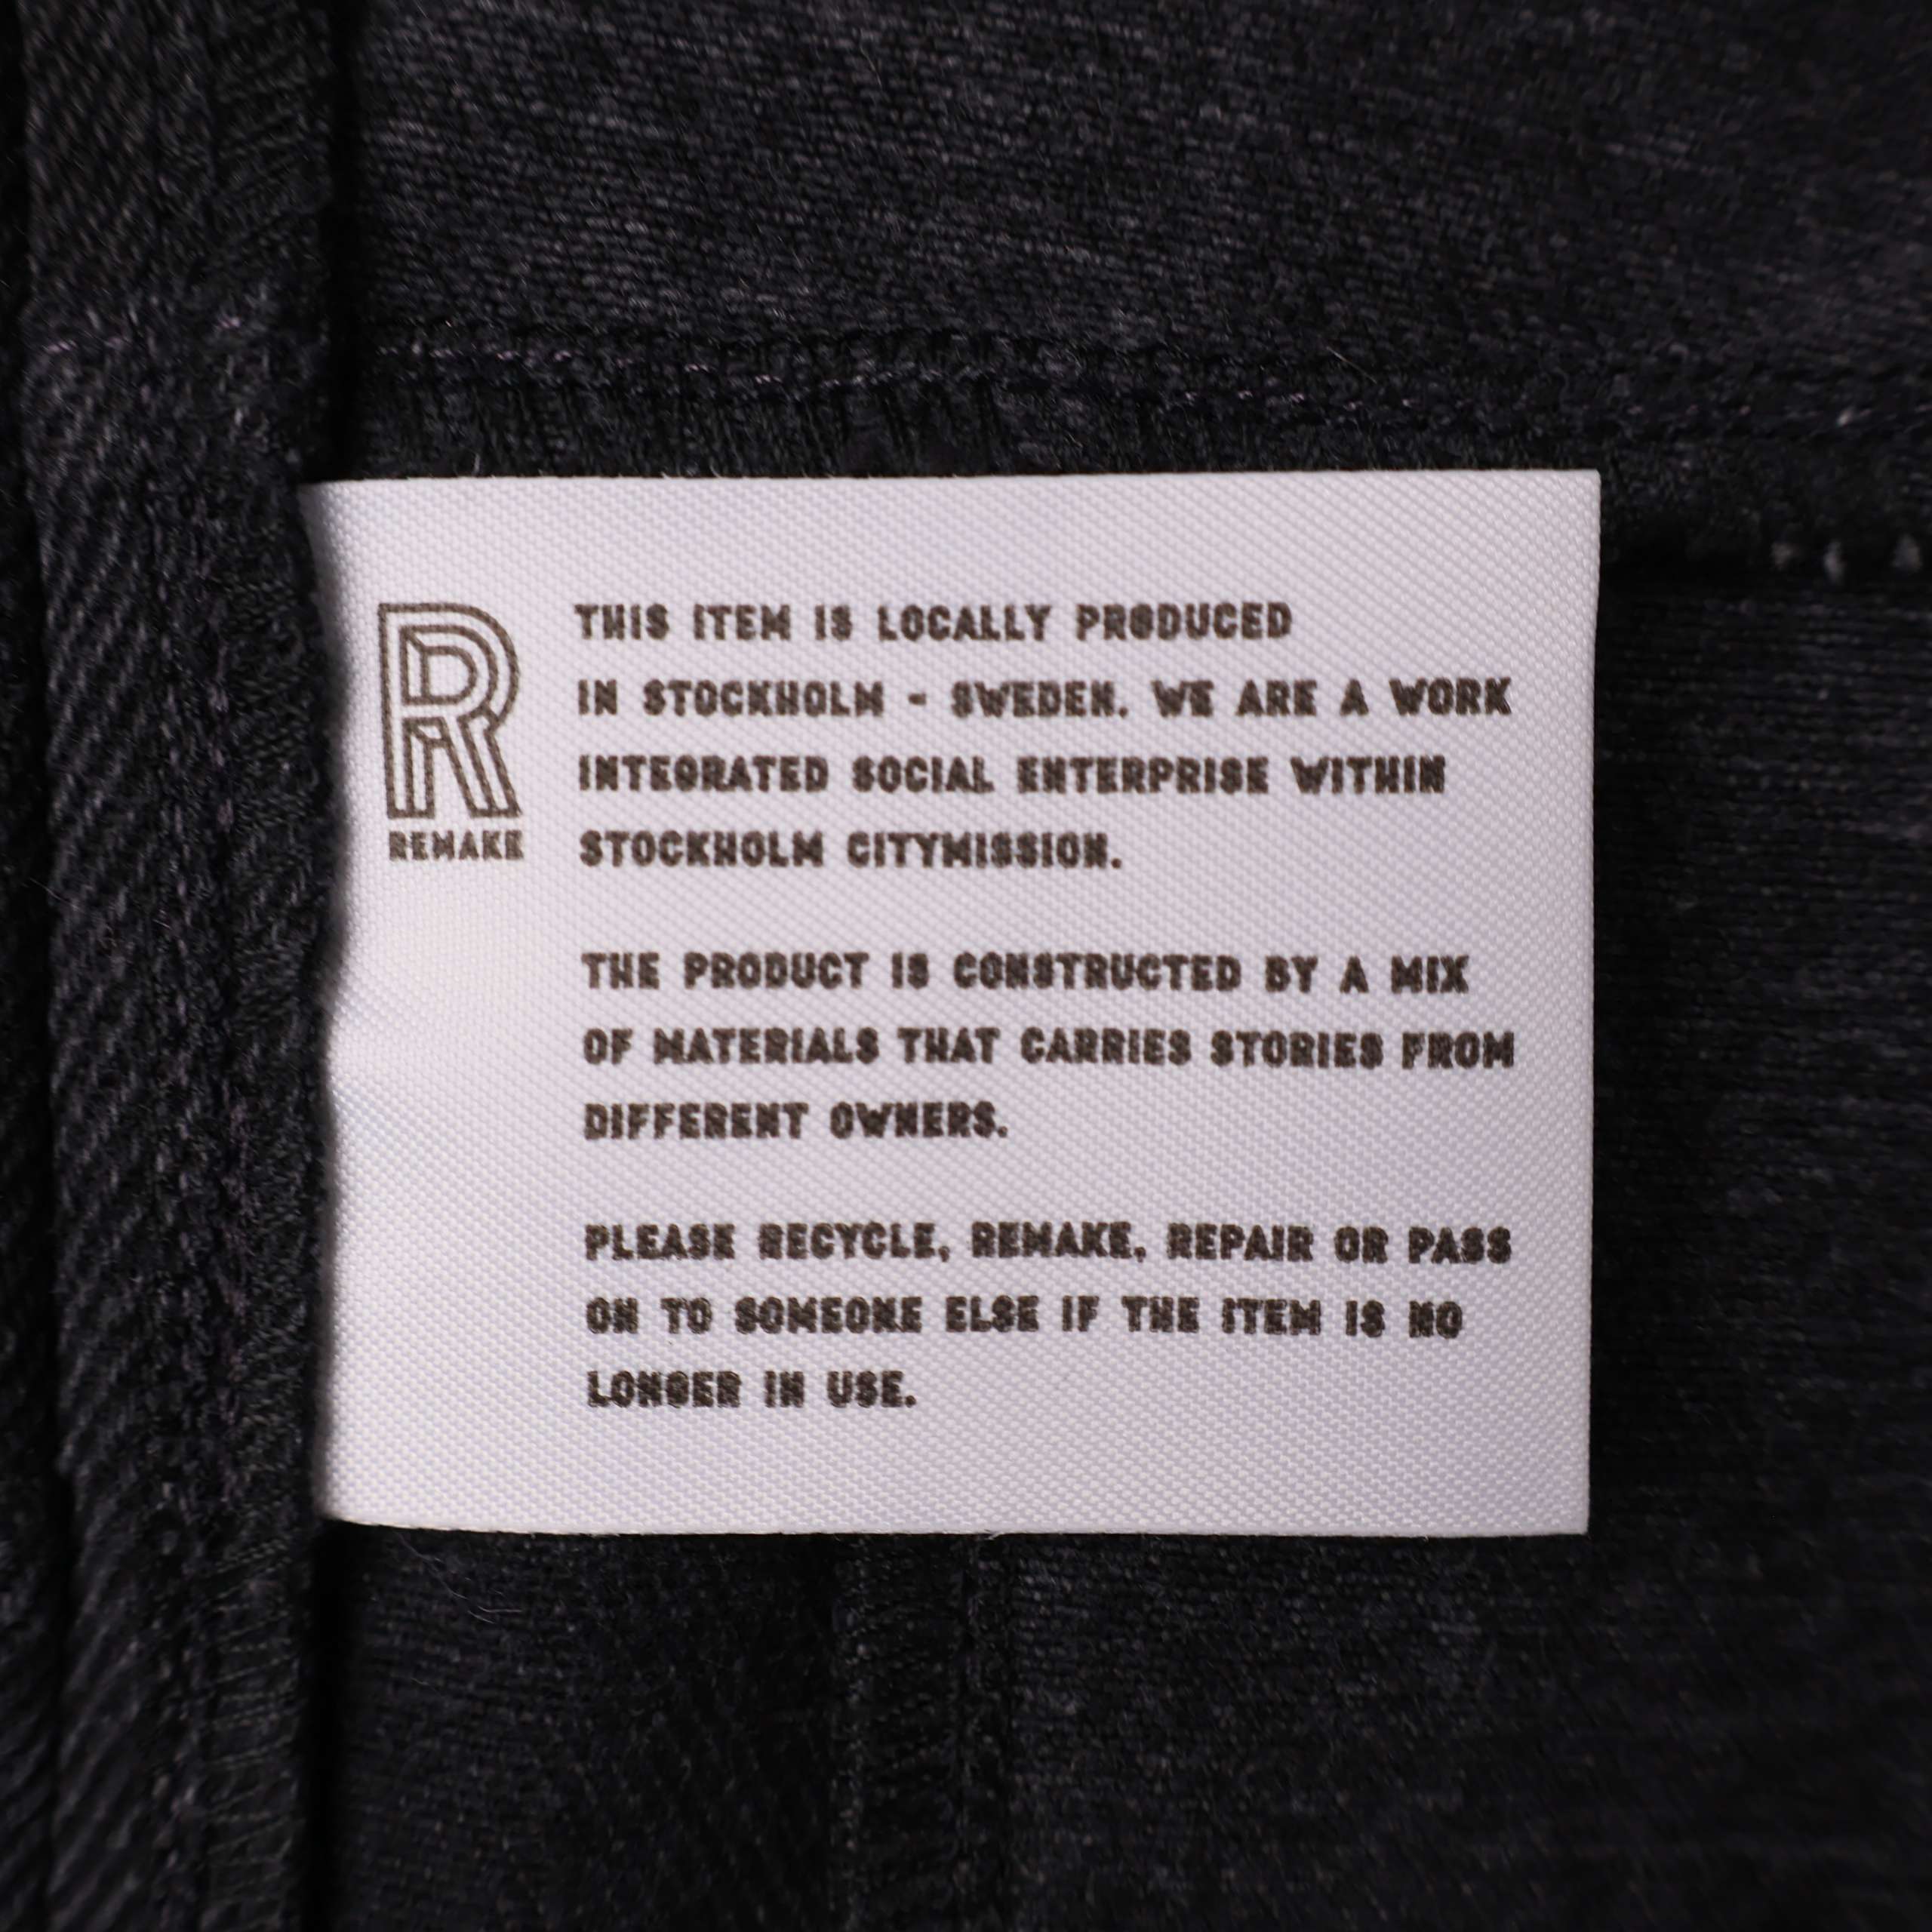 R
REMAKE
THIS ITEM IS LOCALLY PRODUCED
IN STOCKHOLM - SWEDEN. WE ARE A WORK
INTEGRATED SOCIAL ENTERPRISE WITHIN
STOCKHOLM CITYMISSION.
THE PRODUCT IS CONSTRUCTED BY A MIX
OF MATERIALS THAT CARRIES STORIES FROM
DIFFERENT OWNERS.
PLEASE RECYCLE, REMAKE, REPAIR OR PASS
ON TO SOMEONE ELSE IF THE ITEM IS NO
LONGER IN USE.